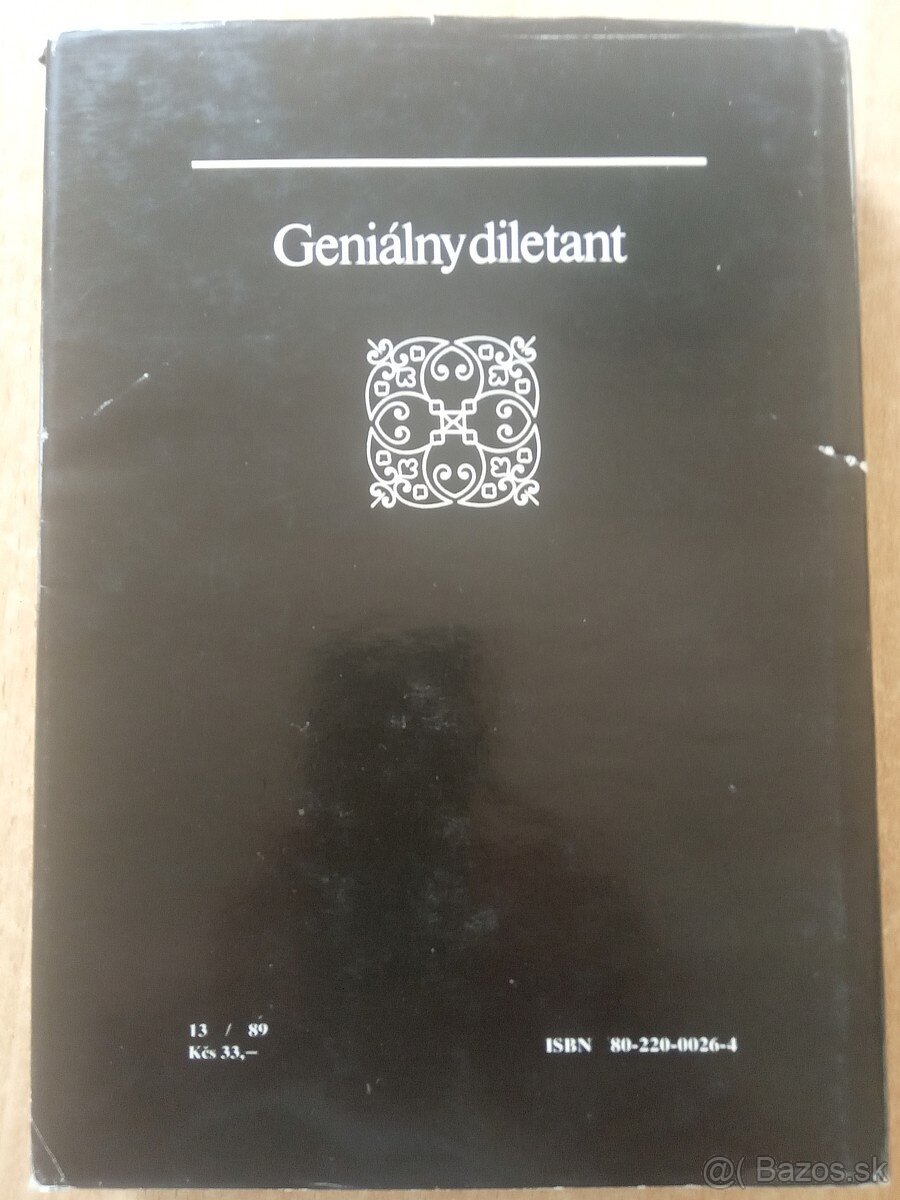 Geniálny diletant
13 / 89
Kčs 33,–
ISBN 80-220-0026-4
@( Bazos.sk